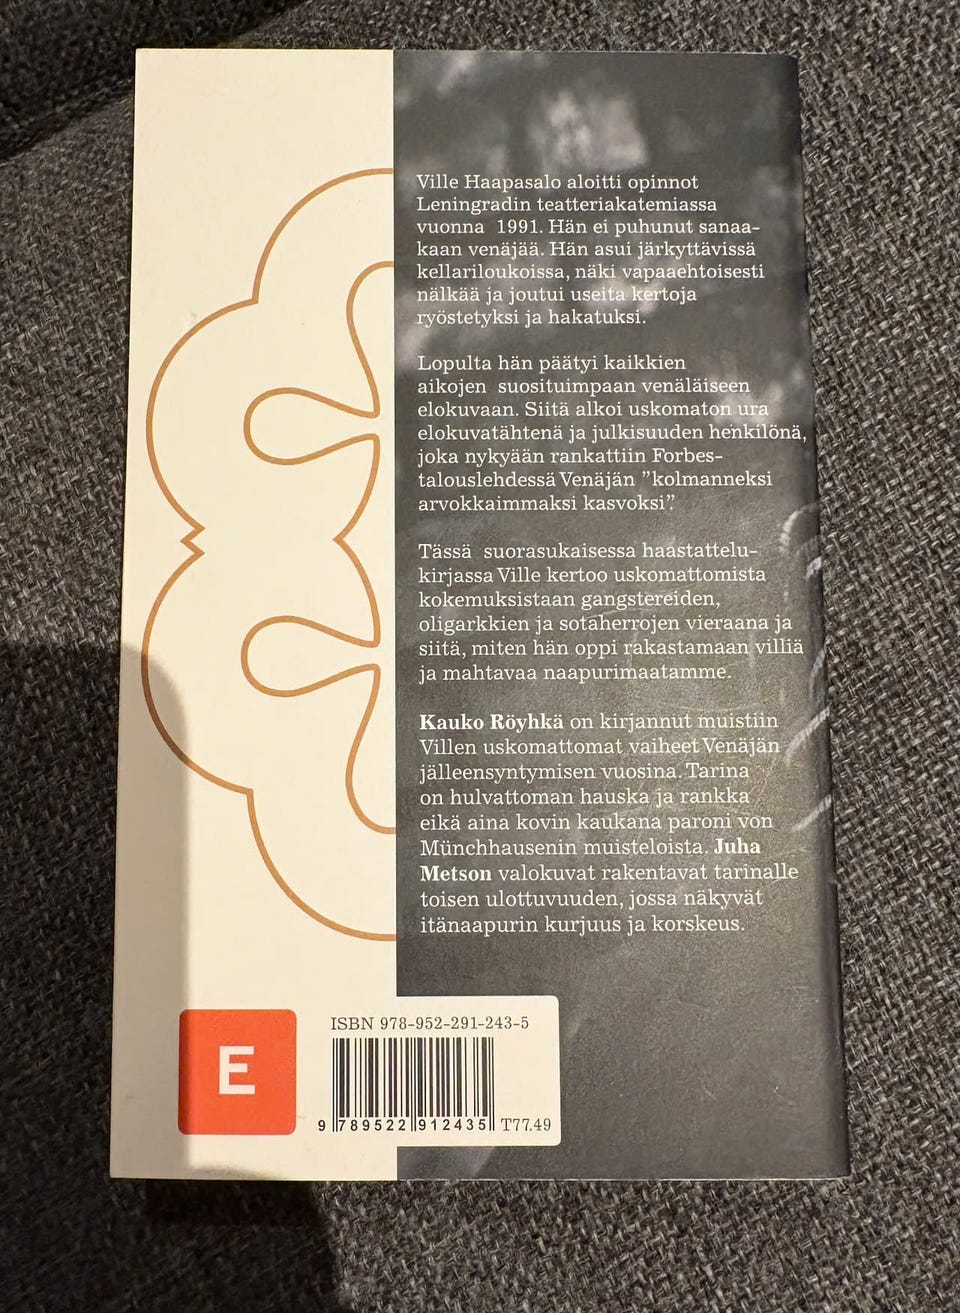 Ville Haapasalo aloitti opinnot
Leningradin teatteriakatemiassa
vuonna 1991. Hän ei puhunut sanaa-
kaan venäjää. Hän asui järkyttävissä
kellariloukoissa, näki vapaaehtoisesti
nälkää ja joutui useita kertoja
ryöstetyksi ja hakatuksi.
Lopulta hän päätyi kaikkien
aikojen suosituimpaan venäläiseen
elokuvaan. Siitä alkoi uskomaton ura
elokuvatähtenä ja julkisuuden henkilönä,
joka nykyään rankattiin Forbes-
talouslehdessä Venäjän ”kolmanneksi
arvokkaimmaksi kasvoksi”.
Tässä suorasukaisessa haastattelu-
kirjassa Ville kertoo uskomattomista
kokemuksistaan gangstereiden,
oligarkkien ja sotaherrojen vieraana ja
siitä, miten hän oppi rakastamaan villiä
ja mahtavaa naapurimaatamme.
Kauko Röyhkä on kirjannut muistiin
Villen uskomattomat vaiheet Venäjän
jälleensyntymisen vuosina. Tarina
on hulvattoman hauska ja rankka
eikä aina kovin kaukana paroni von
Münchhausenin muisteloista. Juha
Metson valokuvat rakentavat tarinalle
toisen ulottuvuuden, jossa näkyvät
itänaapurin kurjuus ja korskeus.
E
ISBN 978-952-291-243-5
9 789522 912435 T77.49